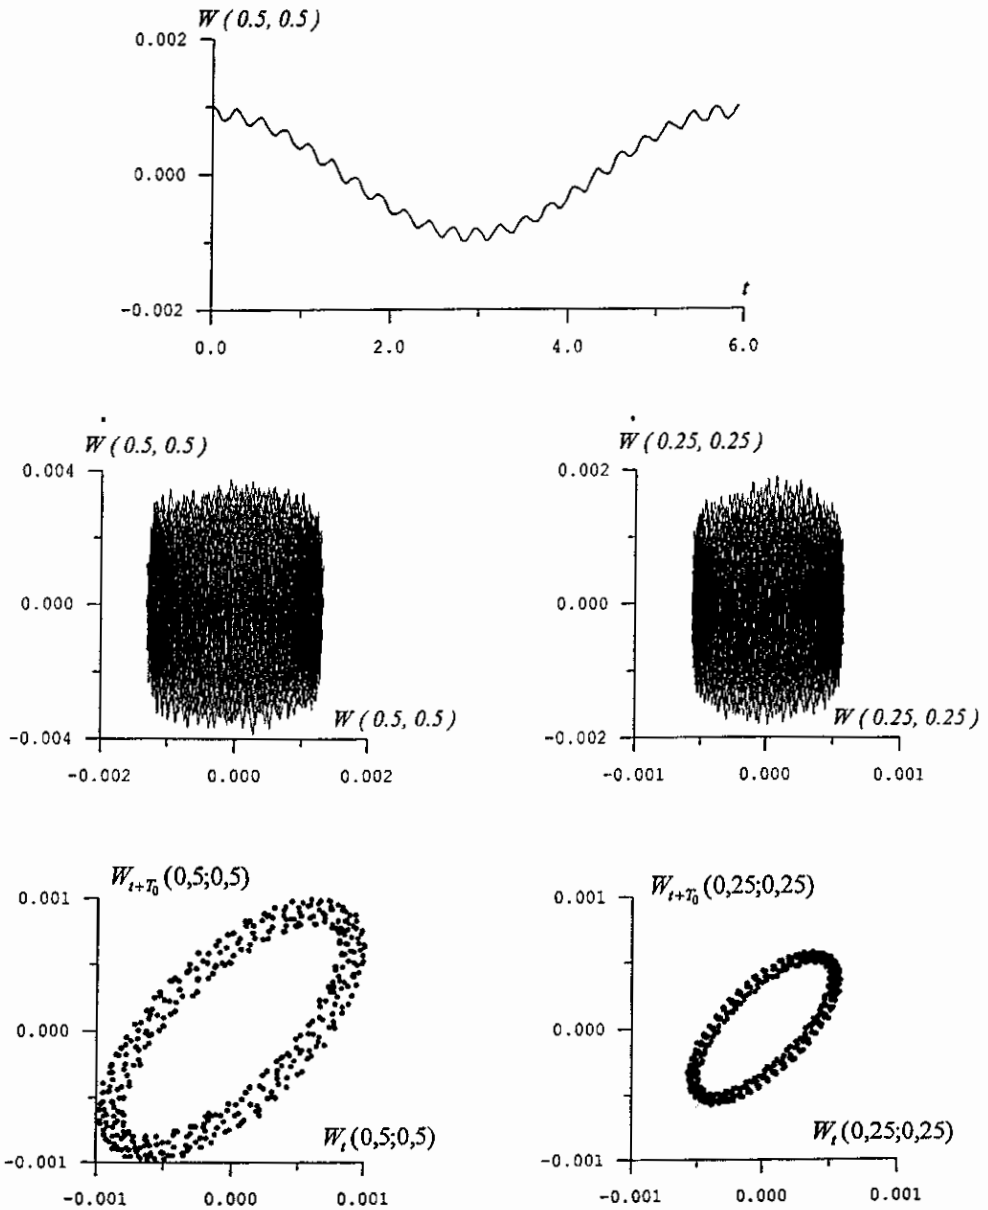 W ( 0.5, 0.5 )
0.002
0.000
-0.002
t
0.0 2.0 4.0 6.0
Ẇ ( 0.5, 0.5 )
0.004
0.000
-0.004
W ( 0.5, 0.5 )
-0.002 0.000 0.002
Ẇ ( 0.25, 0.25 )
0.002
0.000
-0.002
W ( 0.25, 0.25 )
-0.001 0.000 0.001
W_{t+T_0} (0,5;0,5)
0.001
0.000
-0.001
W_t (0,5;0,5)
-0.001 0.000 0.001
W_{t+T_0} (0,25;0,25)
0.001
0.000
-0.001
W_t (0,25;0,25)
-0.001 0.000 0.001